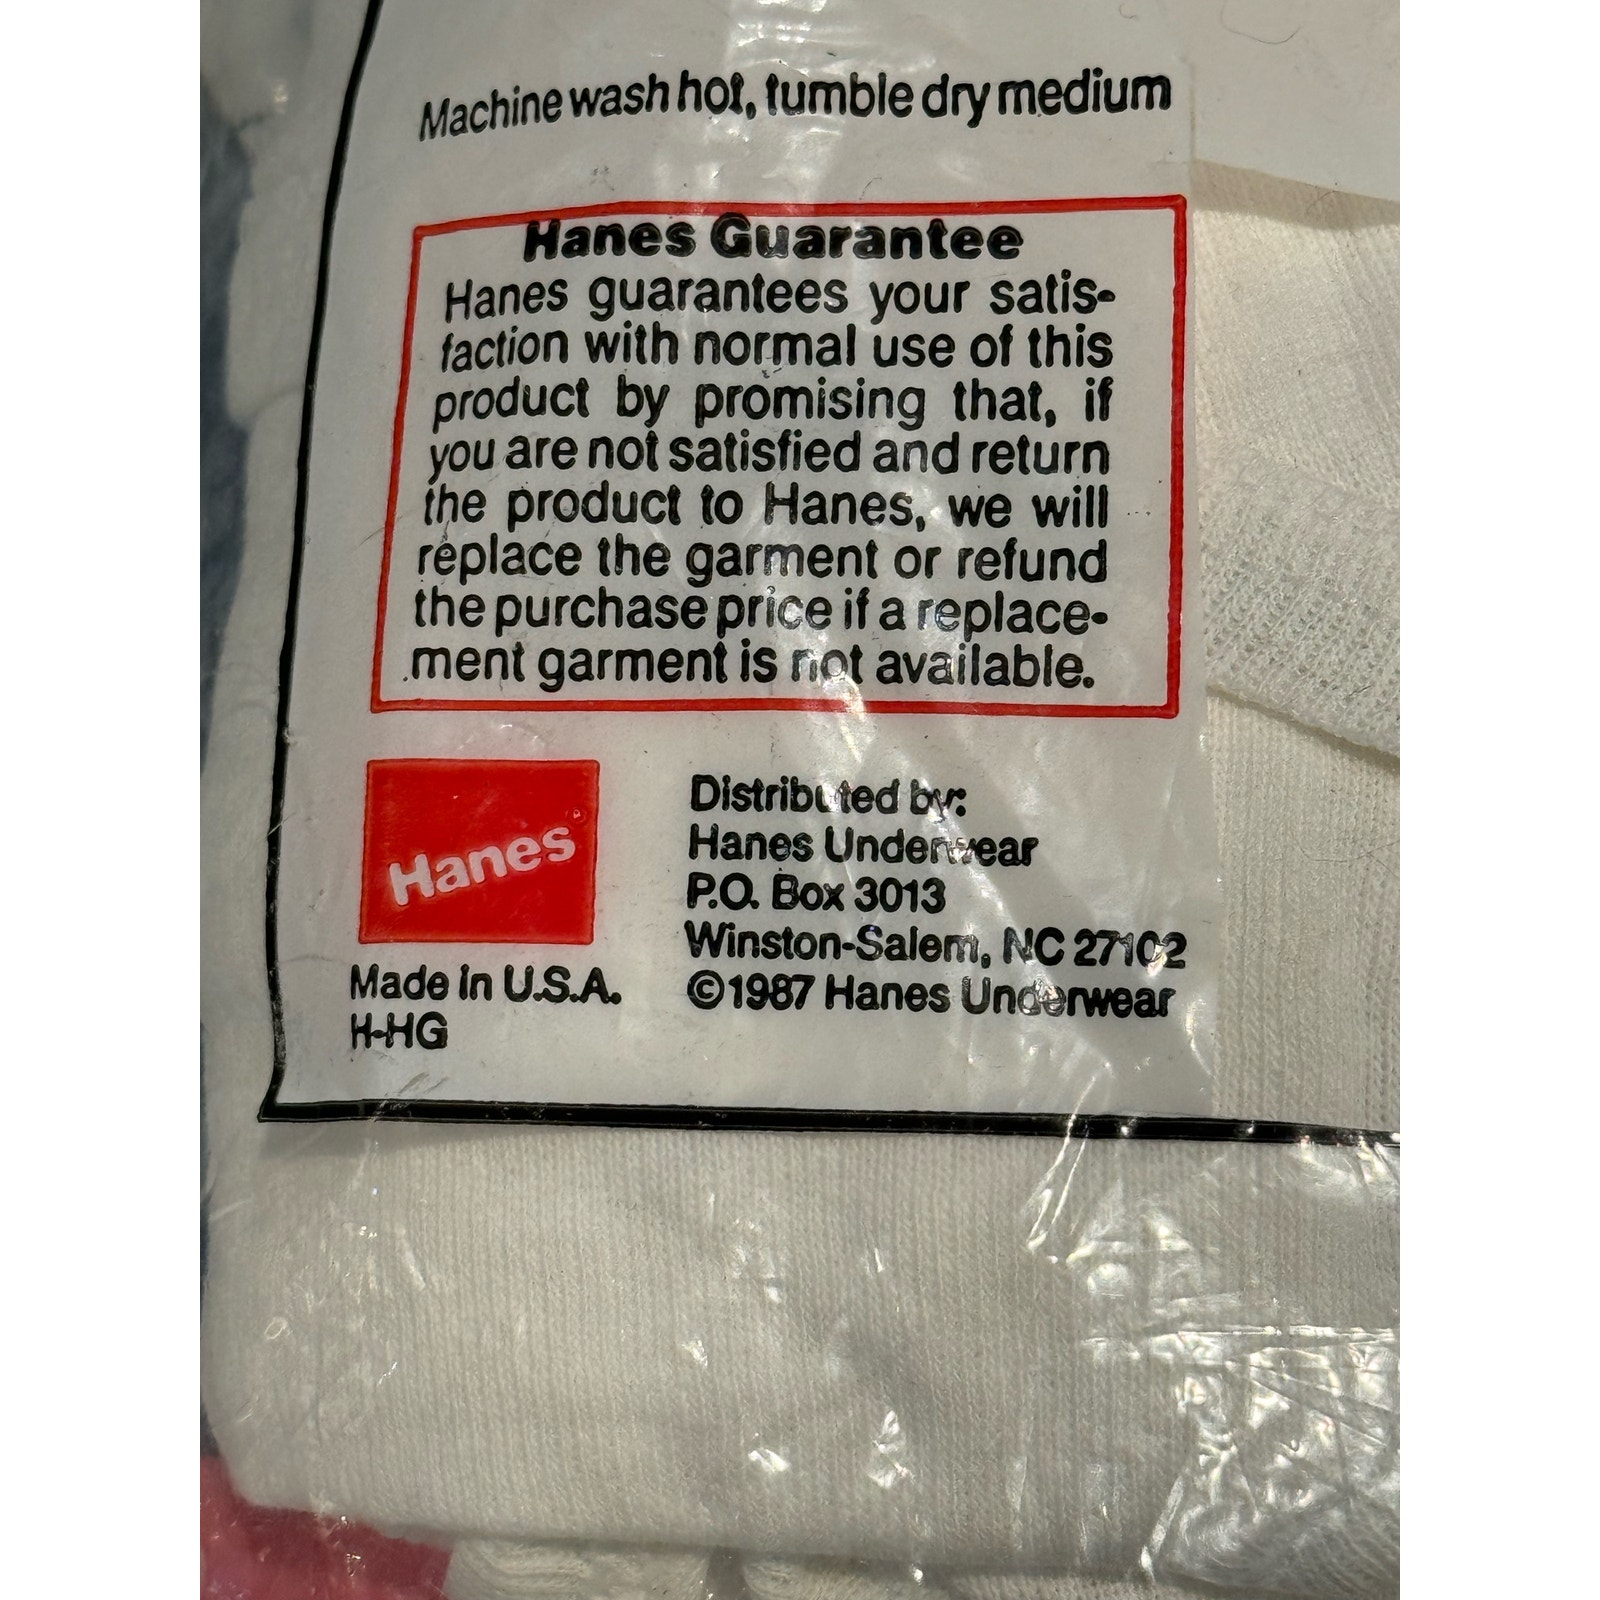 Machine wash hot, tumble dry medium
Hanes Guarantee
Hanes guarantees your satis-
faction with normal use of this
product by promising that, if
you are not satisfied and return
the product to Hanes, we will
replace the garment or refund
the purchase price if a replace-
ment garment is not available.
Hanes®
Made in U.S.A.
H-HG
Distributed by:
Hanes Underwear
P.O. Box 3013
Winston-Salem, NC 27102
©1987 Hanes Underwear